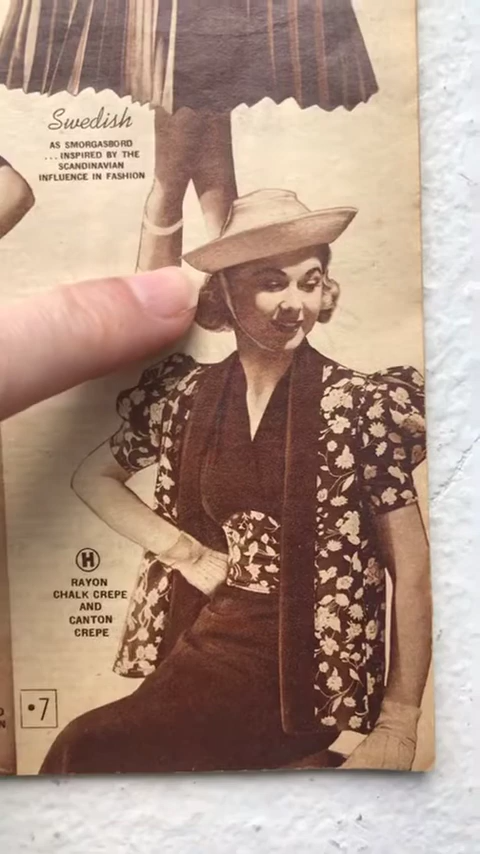 Swedish
AS SMORGASBORD
...INSPIRED BY THE
SCANDINAVIAN
INFLUENCE IN FASHION
H
RAYON
CHALK CREPE
AND
CANTON
CREPE
•7